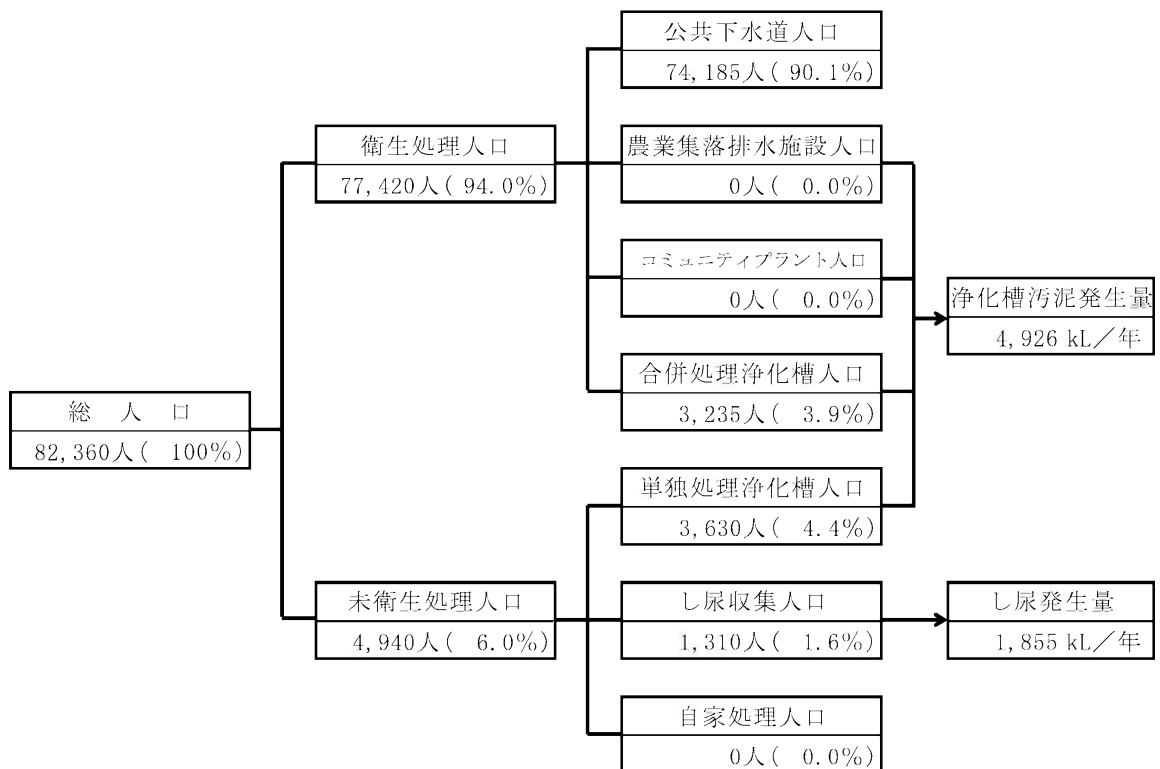 公共下水道人口
74,185人( 90.1%)
衛生処理人口
77,420人( 94.0%)
農業集落排水施設人口
0人( 0.0%)
コミュニティプラント人口
0人( 0.0%)
浄化槽汚泥発生量
4,926 kL／年
合併処理浄化槽人口
3,235人( 3.9%)
総 人 口
82,360人( 100%)
単独処理浄化槽人口
3,630人( 4.4%)
未衛生処理人口
4,940人( 6.0%)
し尿収集人口
1,310人( 1.6%)
し尿発生量
1,855 kL／年
自家処理人口
0人( 0.0%)